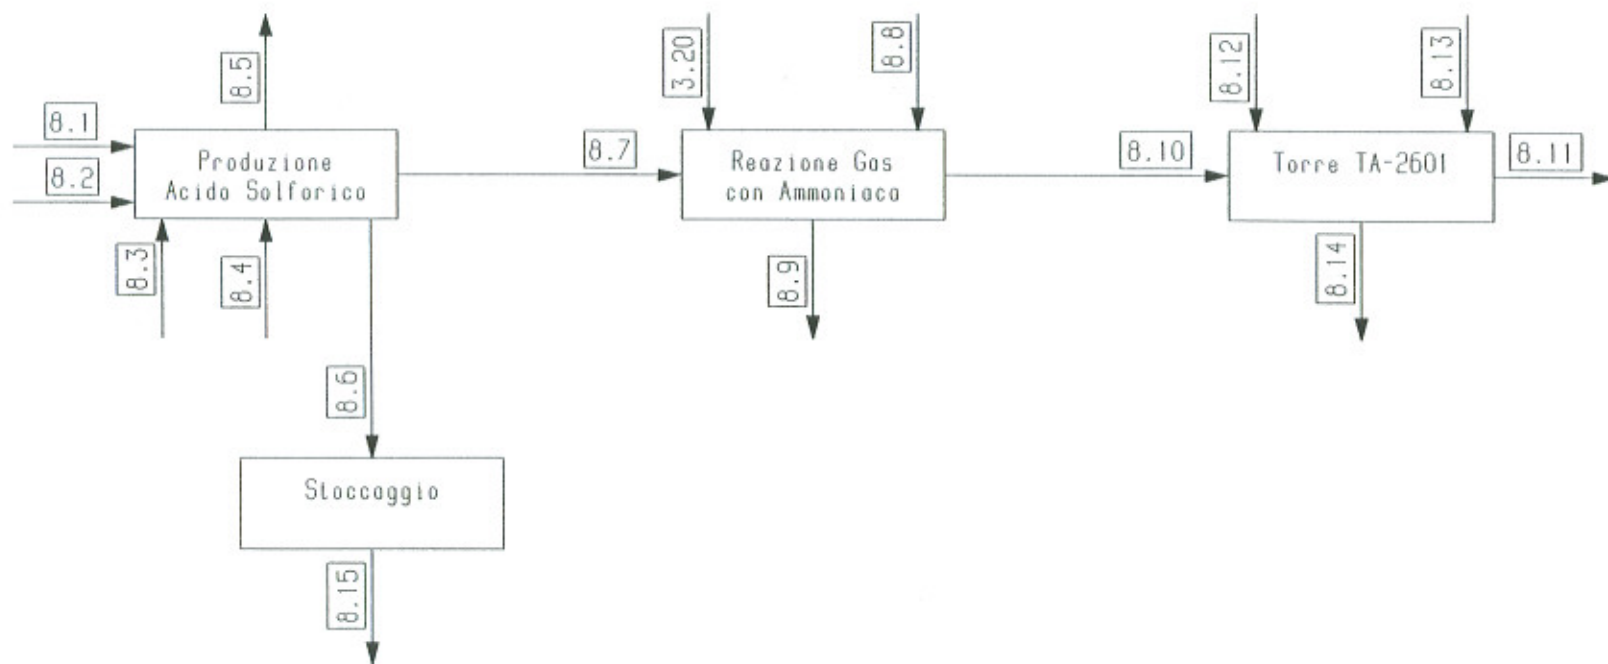 8.5
3.20
8.8
8.12
8.13
8.1
8.2
Produzione
Acido Solforico
8.7
Reazione Gas
con Ammoniaca
8.10
Torre TA-2601
8.11
8.3
8.4
8.9
8.14
8.6
Stoccaggio
8.15